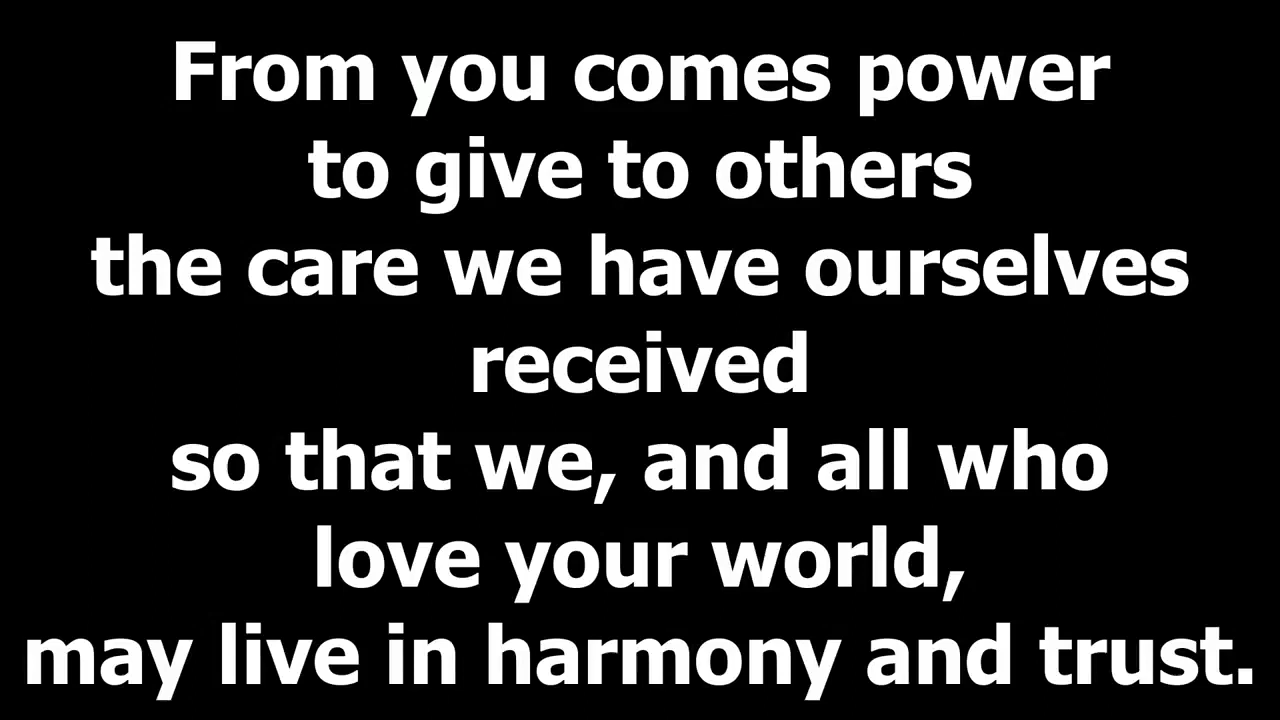 From you comes power
to give to others
the care we have ourselves
received
so that we, and all who
love your world,
may live in harmony and trust.